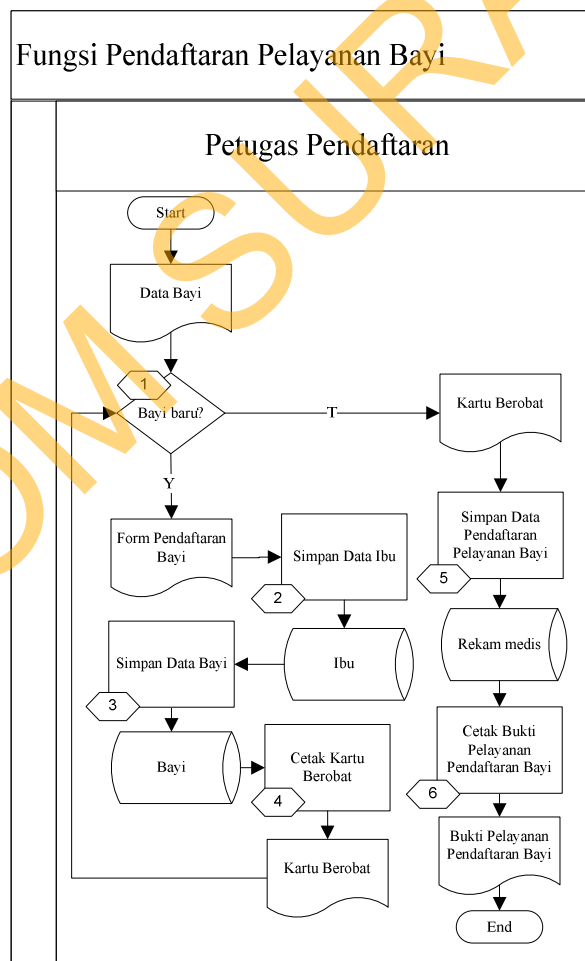 Fungsi Pendaftaran Pelayanan Bayi
Petugas Pendaftaran
Start
Data Bayi
1
Bayi baru?
T
Kartu Berobat
Y
Form Pendaftaran
Bayi
Simpan Data Ibu
2
Simpan Data
Pendaftaran
Pelayanan Bayi
5
Ibu
Simpan Data Bayi
3
Rekam medis
Bayi
Cetak Kartu
Berobat
4
Cetak Bukti
Pelayanan
Pendaftaran Bayi
6
Kartu Berobat
Bukti Pelayanan
Pendaftaran Bayi
End
OM SURA